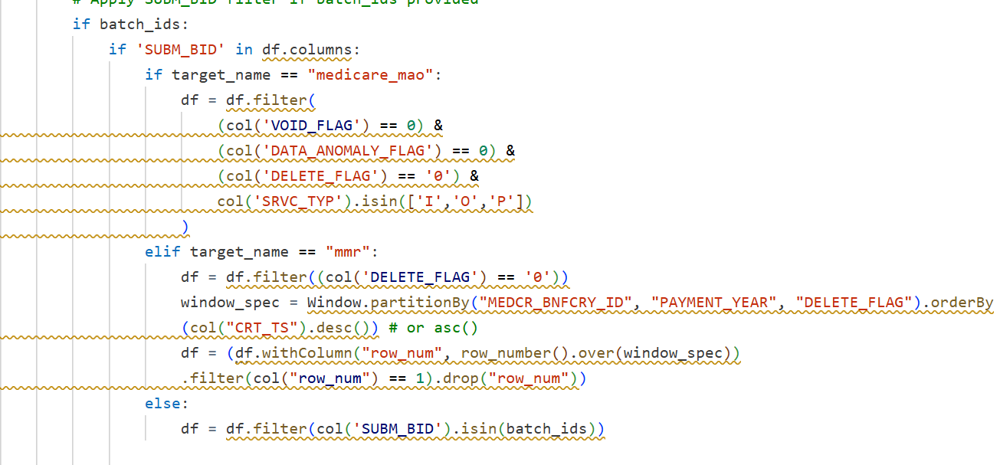 # Apply SUBM_BID filter if batch_ids provided
if batch_ids:
if 'SUBM_BID' in df.columns:
if target_name == "medicare_mao":
df = df.filter(
(col('VOID_FLAG') == 0) &
(col('DATA_ANOMALY_FLAG') == 0) &
(col('DELETE_FLAG') == '0') &
col('SRVC_TYP').isin(['I','O','P'])
)
elif target_name == "mmr":
df = df.filter((col('DELETE_FLAG') == '0'))
window_spec = Window.partitionBy("MEDCR_BNFCRY_ID", "PAYMENT_YEAR", "DELETE_FLAG").orderBy
(col("CRT_TS").desc()) # or asc()
df = (df.withColumn("row_num", row_number().over(window_spec))
.filter(col("row_num") == 1).drop("row_num"))
else:
df = df.filter(col('SUBM_BID').isin(batch_ids))